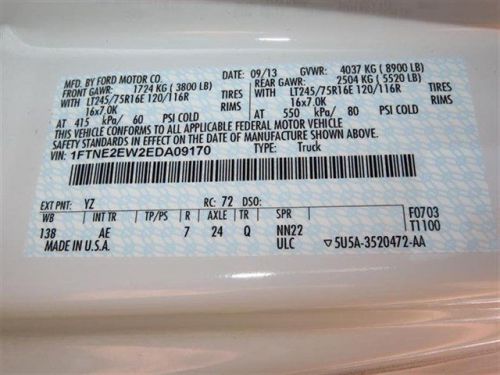 MFG. BY FORD MOTOR CO. DATE: 09/13 GVWR: 4037 KG ( 8900 LB)
FRONT GAWR: 1724 KG ( 3800 LB) REAR GAWR: 2504 KG ( 5520 LB)
WITH LT245/75R16E 120/116R TIRES WITH LT245/75R16E 120/116R TIRES
16x7.0K RIMS 16x7.0K RIMS
AT 415 kPa/ 60 PSI COLD AT 550 kPa/ 80 PSI COLD
THIS VEHICLE CONFORMS TO ALL APPLICABLE FEDERAL MOTOR VEHICLE
SAFETY STANDARDS IN EFFECT ON THE DATE OF MANUFACTURE SHOWN ABOVE.
VIN: 1FTNE2EW2EDA09170 TYPE: Truck
EXT PNT: YZ RC: 72 DSO:
WB INT TR TP/PS R AXLE TR SPR F0703
138 AE 7 24 Q NN22 T1100
MADE IN U.S.A. ULC ▽5U5A-3520472-AA